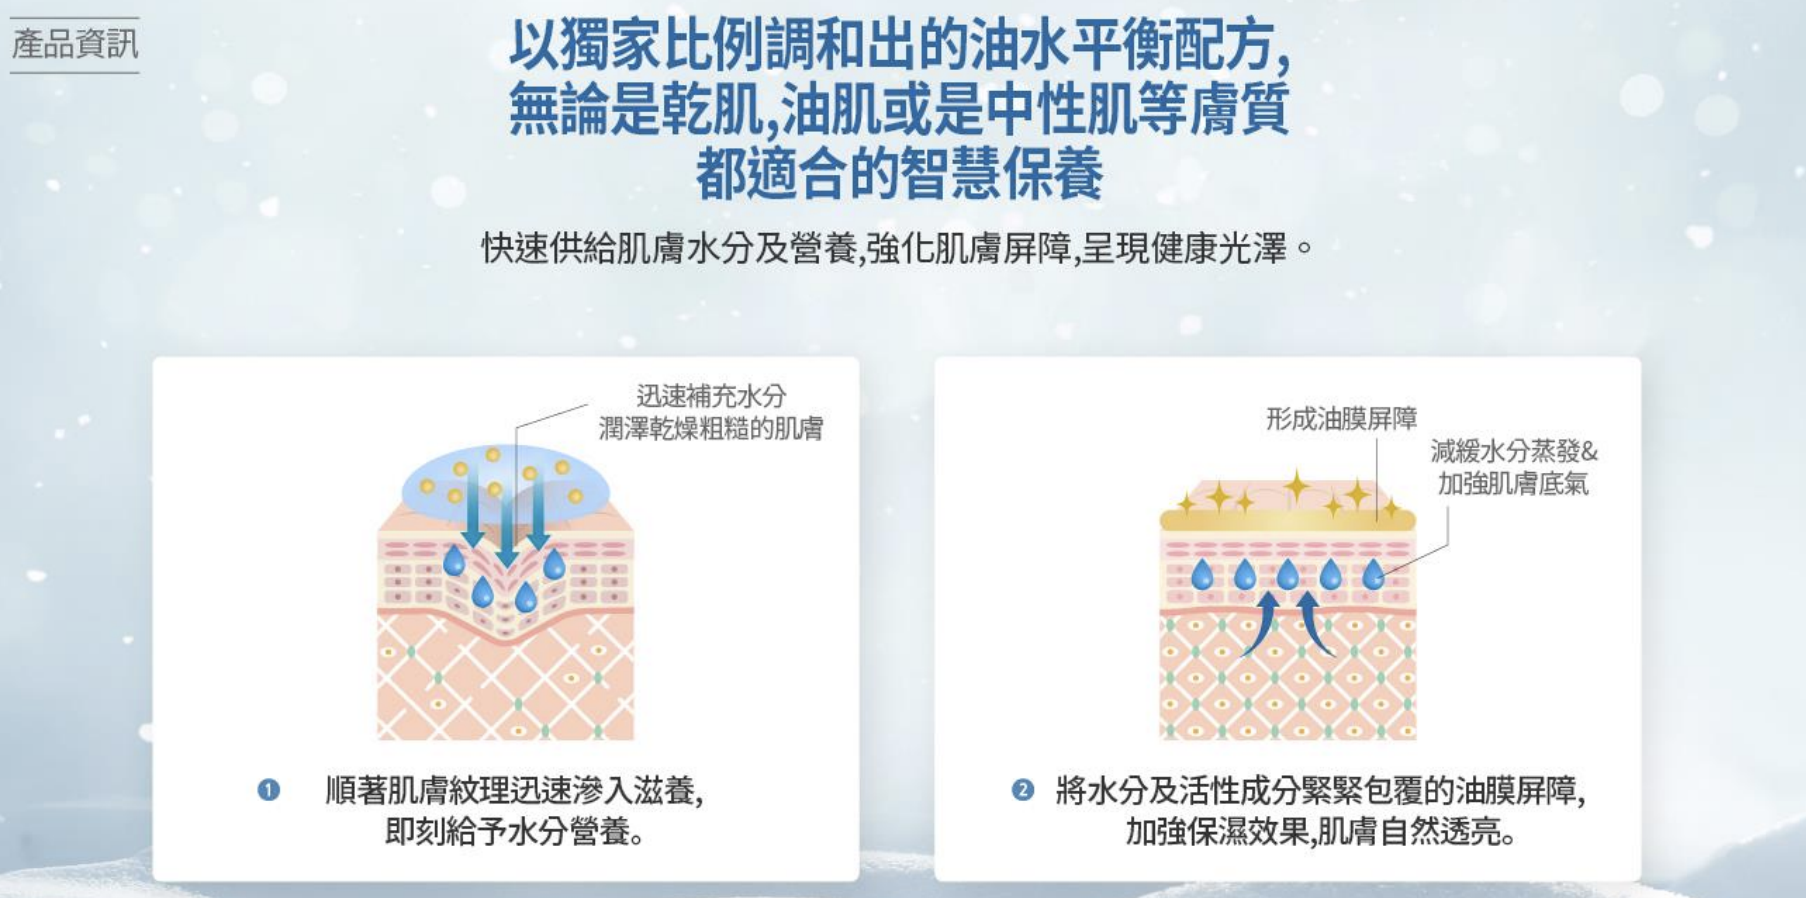 產品資訊
以獨家比例調和出的油水平衡配方,
無論是乾肌,油肌或是中性肌等膚質
都適合的智慧保養
快速供給肌膚水分及營養,強化肌膚屏障,呈現健康光澤。
迅速補充水分
潤澤乾燥粗糙的肌膚
1 順著肌膚紋理迅速滲入滋養,
即刻給予水分營養。
形成油膜屏障
減緩水分蒸發&
加強肌膚底氣
2 將水分及活性成分緊緊包覆的油膜屏障,
加強保濕效果,肌膚自然透亮。